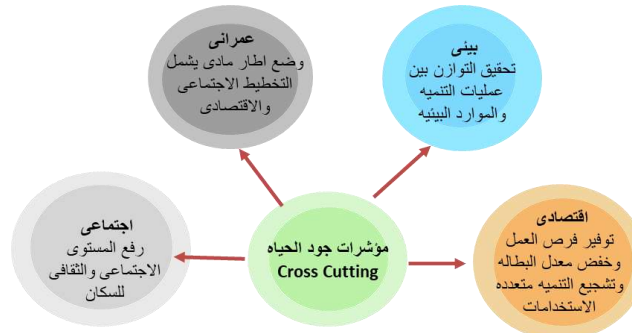 عمرانى
وضع اطار مادى يشمل
التخطيط الاجتماعى
والاقتصادى
بيئى
تحقيق التوازن بين
عمليات التنميه
والموارد البيئيه
اجتماعى
رفع المستوى
الاجتماعى والثقافى
للسكان
مؤشرات جود الحياه
Cross Cutting
اقتصادى
توفير فرص العمل
وخفض معدل البطاله
وتشجيع التنميه متعدده
الاستخدامات